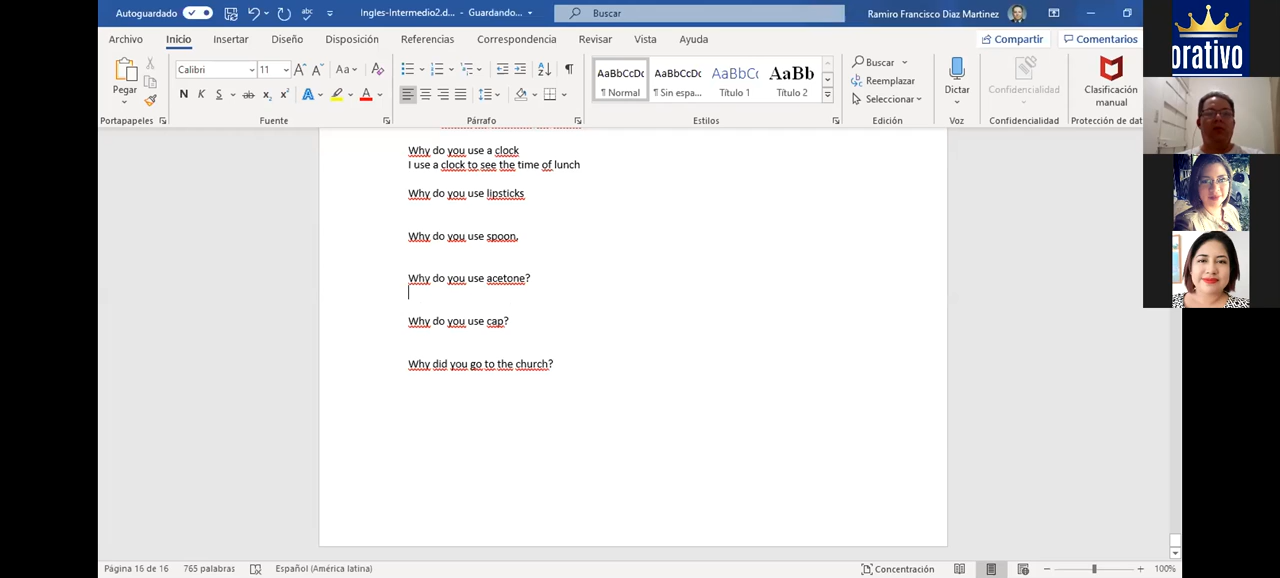 Autoguardado
Ingles-Intermedio2.d... - Guardando...
Buscar
Ramiro Francisco Diaz Martinez
Archivo Inicio Insertar Diseño Disposición Referencias Revisar Vista Ayuda
Compartir Comentarios
Pegar
Calibri 11
Aa
N K S ab x₂ x² A A
AaBbCcDc AaBbCcDc AaBbCc AaBb
¶ Normal ¶ Sin espa... Título 1 Título 2
Buscar
Reemplazar
Seleccionar
Dictar
Confidencialidad
Clasificación manual
Portapapeles Fuente Párrafo Estilos Edición Voz Confidencialidad Protección de dat
orativo
Why do you use a clock
I use a clock to see the time of lunch
Why do you use lipsticks
Why do you use spoon,
Why do you use acetone?
Why do you use cap?
Why did you go to the church?
Página 16 de 16 765 palabras Español (América latina) Concentración 100%